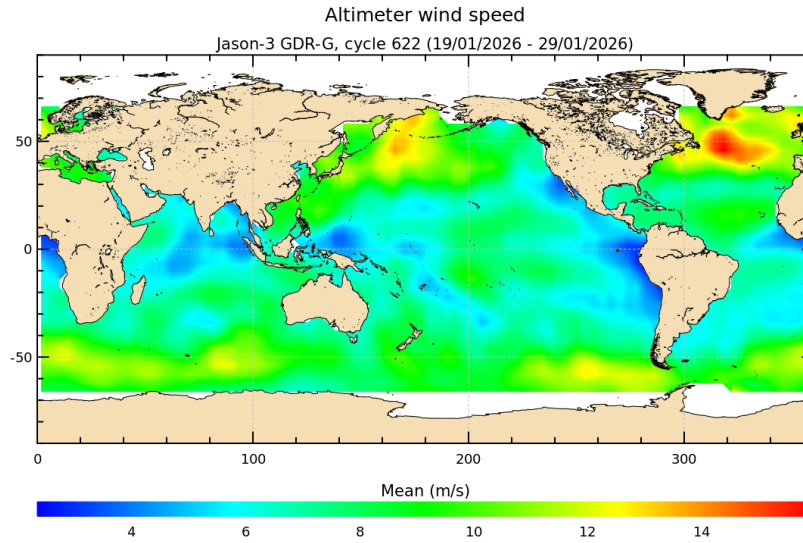 Altimeter wind speed
Jason-3 GDR-G, cycle 622 (19/01/2026 - 29/01/2026)
50
0
-50
0 100 200 300
Mean (m/s)
4 6 8 10 12 14